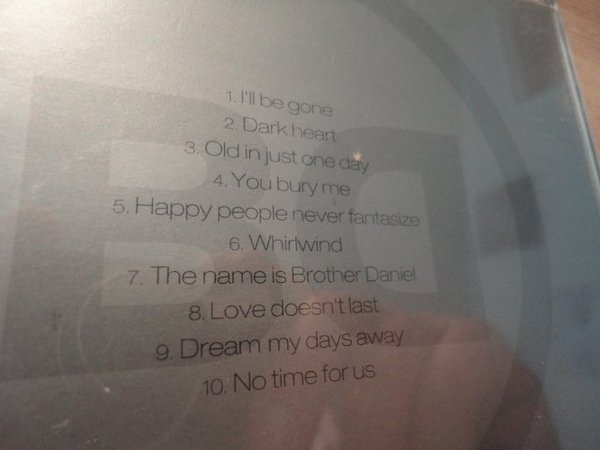 1. I'll be gone
2. Dark heart
3. Old in just one day
4. You bury me
5. Happy people never fantasize
6. Whirlwind
7. The name is Brother Daniel
8. Love doesn't last
9. Dream my days away
10. No time for us